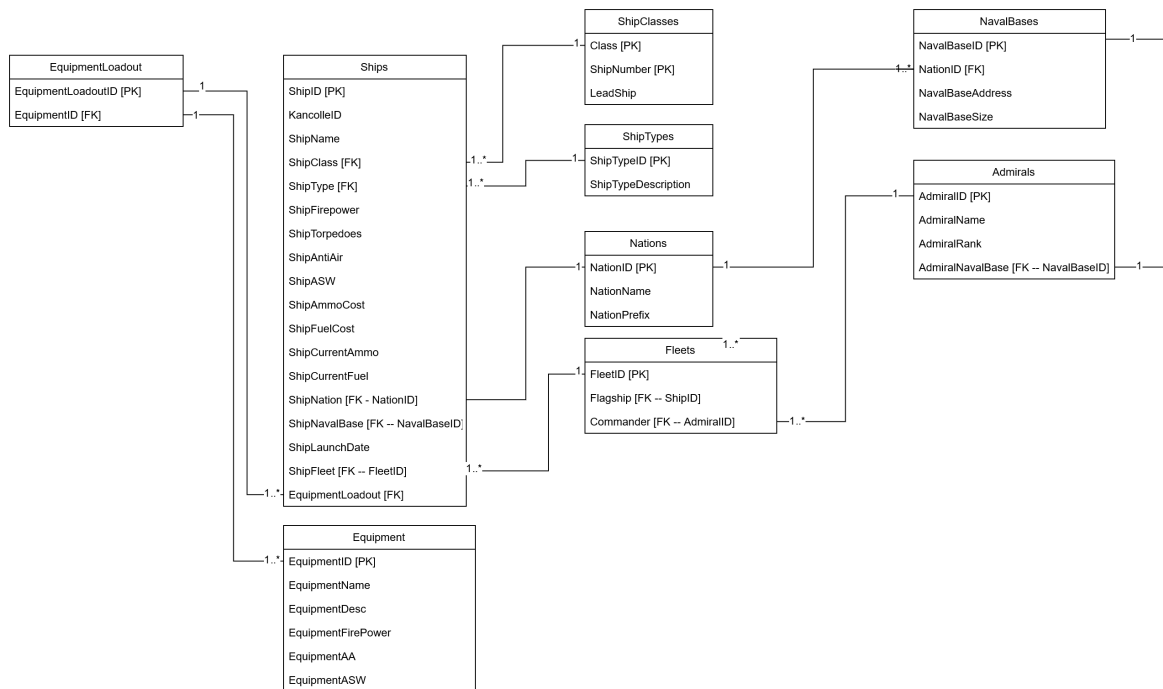 EquipmentLoadout
EquipmentLoadoutID [PK]
EquipmentID [FK]
1
1
Ships
ShipID [PK]
KancolleID
ShipName
ShipClass [FK]
ShipType [FK]
ShipFirepower
ShipTorpedoes
ShipAntiAir
ShipASW
ShipAmmoCost
ShipFuelCost
ShipCurrentAmmo
ShipCurrentFuel
ShipNation [FK - NationID]
ShipNavalBase [FK -- NavalBaseID]
ShipLaunchDate
ShipFleet [FK -- FleetID]
EquipmentLoadout [FK]
1..*
1..*
1..*
1..*
Equipment
EquipmentID [PK]
EquipmentName
EquipmentDesc
EquipmentFirePower
EquipmentAA
EquipmentASW
1..*
ShipClasses
Class [PK]
ShipNumber [PK]
LeadShip
1
ShipTypes
ShipTypeID [PK]
ShipTypeDescription
1
Nations
NationID [PK]
NationName
NationPrefix
1
1
1..*
Fleets
FleetID [PK]
Flagship [FK -- ShipID]
Commander [FK -- AdmiralID]
1
1..*
NavalBases
NavalBaseID [PK]
NationID [FK]
NavalBaseAddress
NavalBaseSize
1
1..*
Admirals
AdmiralID [PK]
AdmiralName
AdmiralRank
AdmiralNavalBase [FK -- NavalBaseID]
1
1